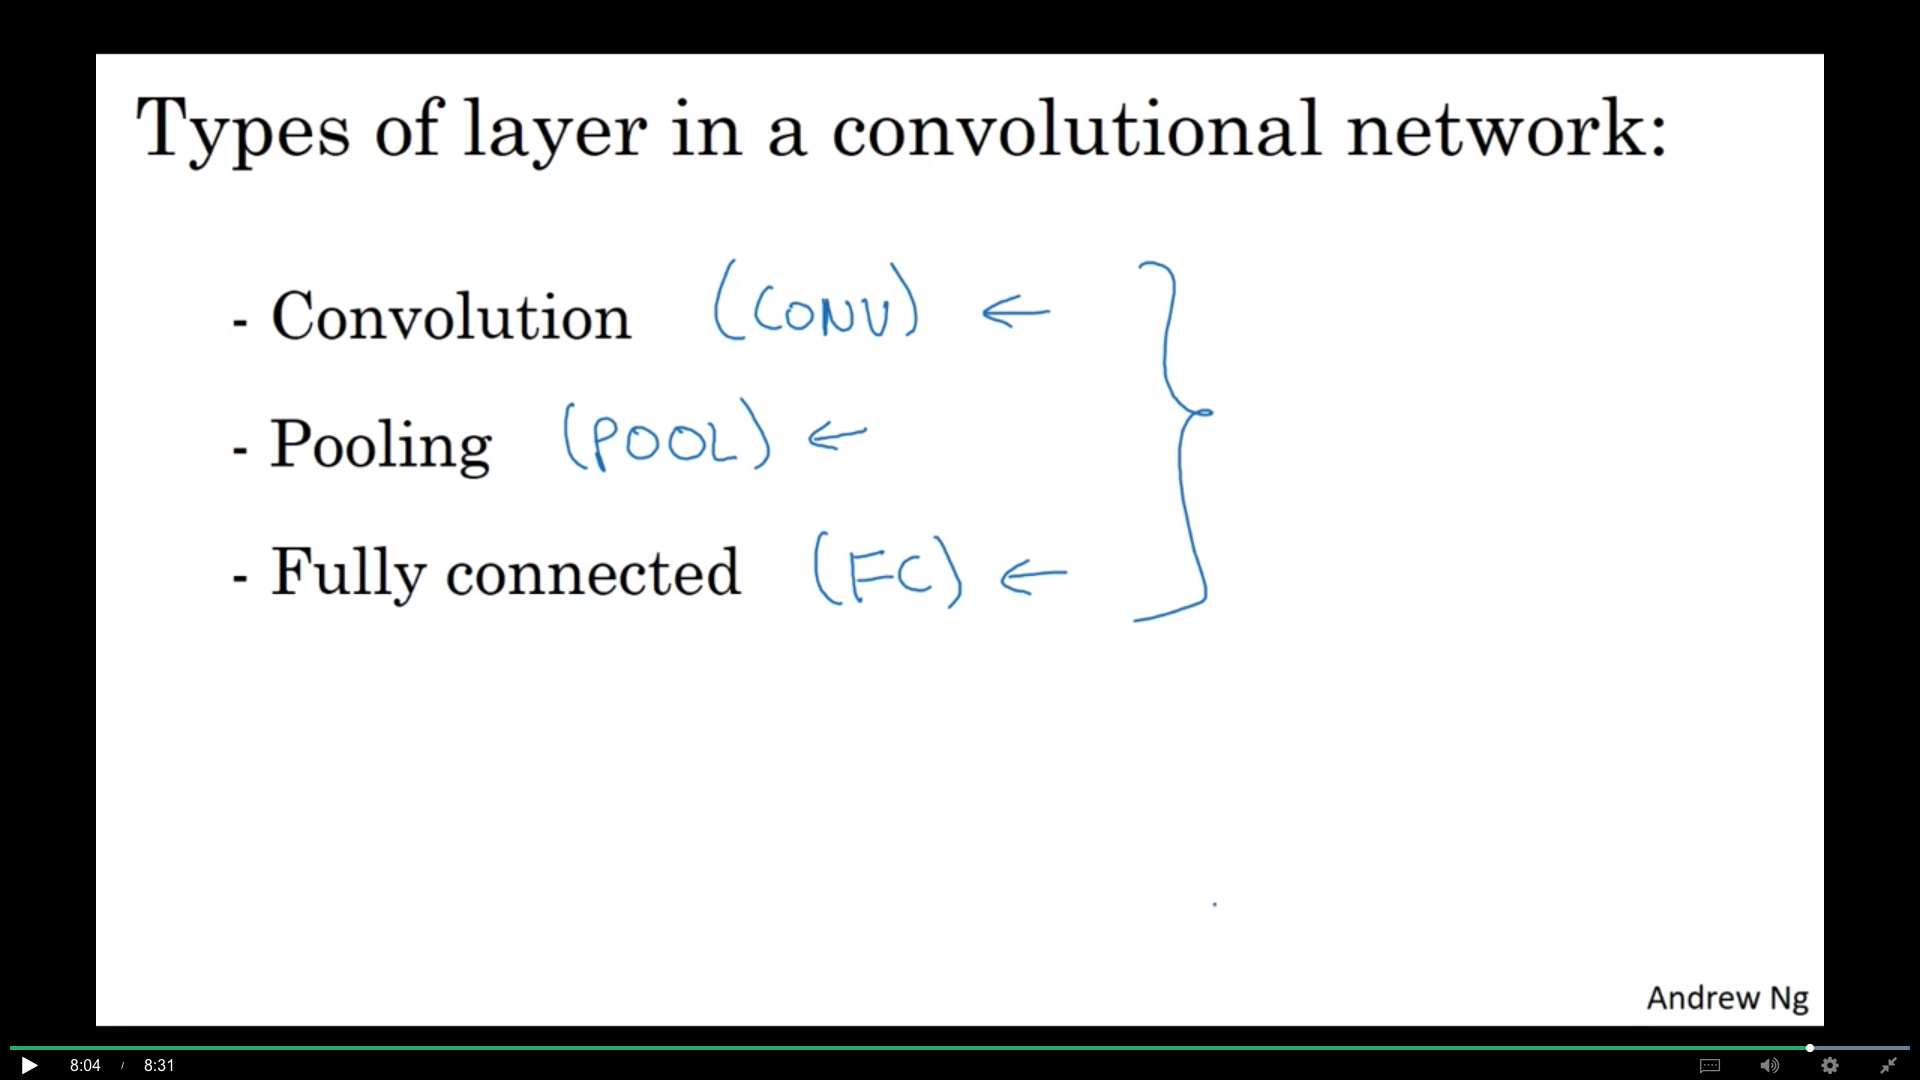 Types of layer in a convolutional network:
- Convolution (CONV) ←
- Pooling (POOL) ←
- Fully connected (FC) ←
Andrew Ng
8:04 / 8:31